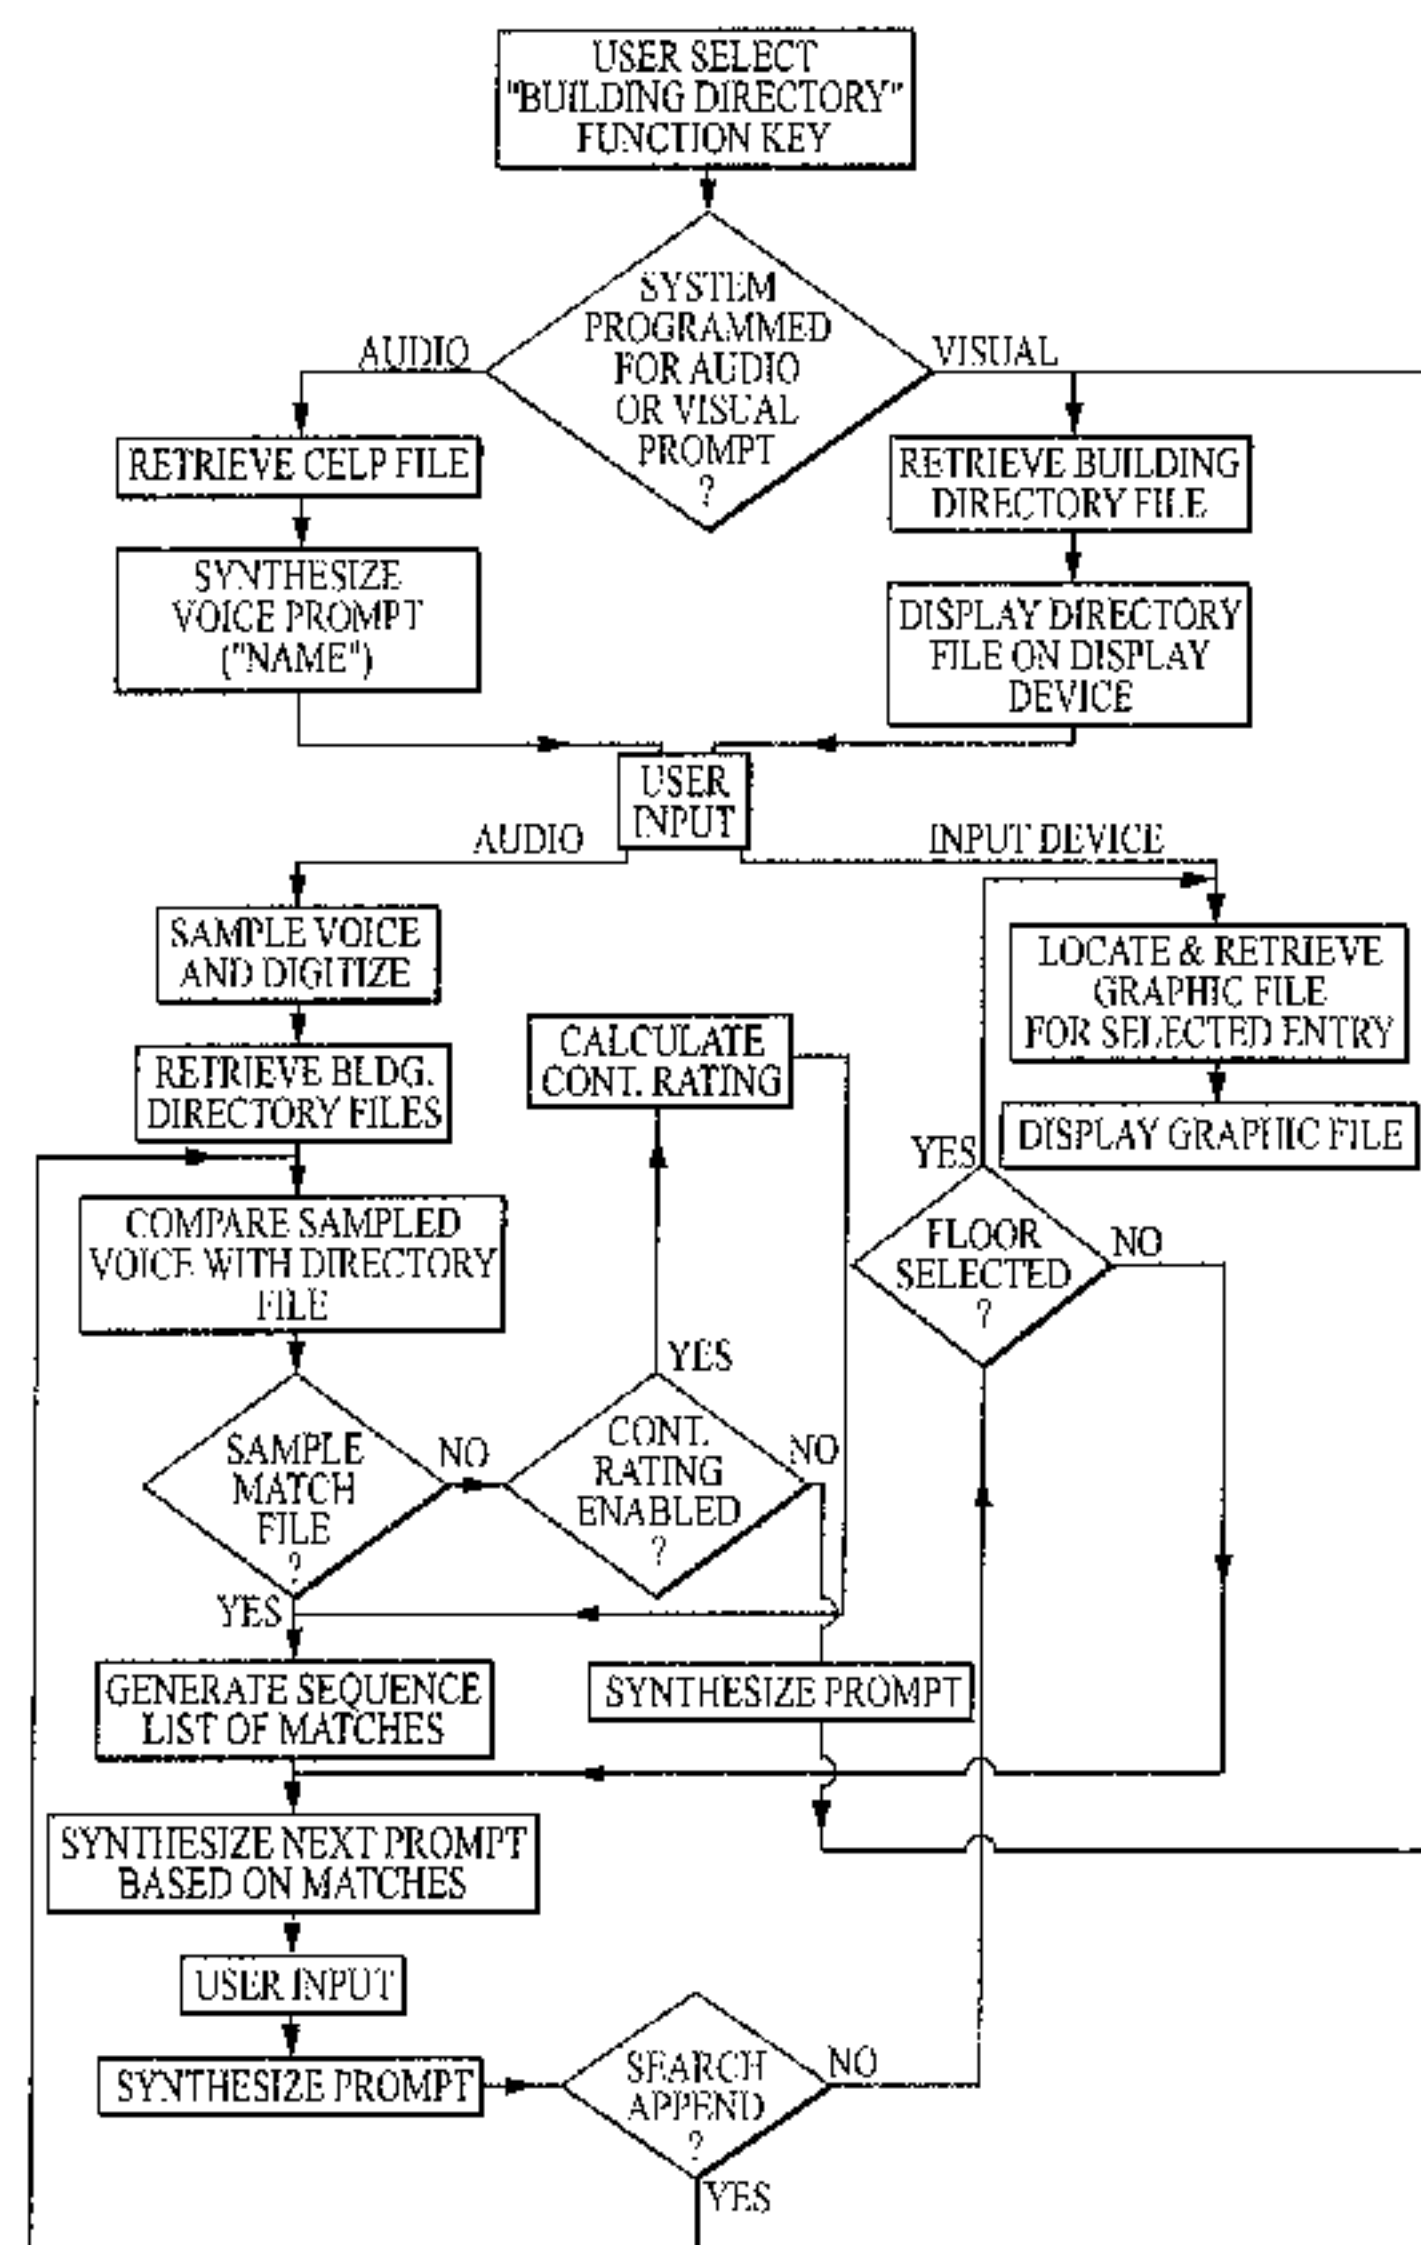 USER SELECT
"BUILDING DIRECTORY"
FUNCTION KEY
SYSTEM
PROGRAMMED
FOR AUDIO
OR VISUAL
PROMPT
?
AUDIO
VISUAL
RETRIEVE CELP FILE
RETRIEVE BUILDING
DIRECTORY FILE
SYNTHESIZE
VOICE PROMPT
("NAME")
DISPLAY DIRECTORY
FILE ON DISPLAY
DEVICE
USER
INPUT
AUDIO
INPUT DEVICE
SAMPLE VOICE
AND DIGITIZE
LOCATE & RETRIEVE
GRAPHIC FILE
FOR SELECTED ENTRY
CALCULATE
CONT. RATING
RETRIEVE BLDG.
DIRECTORY FILES
DISPLAY GRAPHIC FILE
YES
COMPARE SAMPLED
VOICE WITH DIRECTORY
FILE
FLOOR
SELECTED
?
NO
YES
SAMPLE
MATCH
FILE
?
NO
CONT.
RATING
ENABLED
?
NO
YES
GENERATE SEQUENCE
LIST OF MATCHES
SYNTHESIZE PROMPT
SYNTHESIZE NEXT PROMPT
BASED ON MATCHES
USER INPUT
SYNTHESIZE PROMPT
SEARCH
APPEND
?
NO
YES